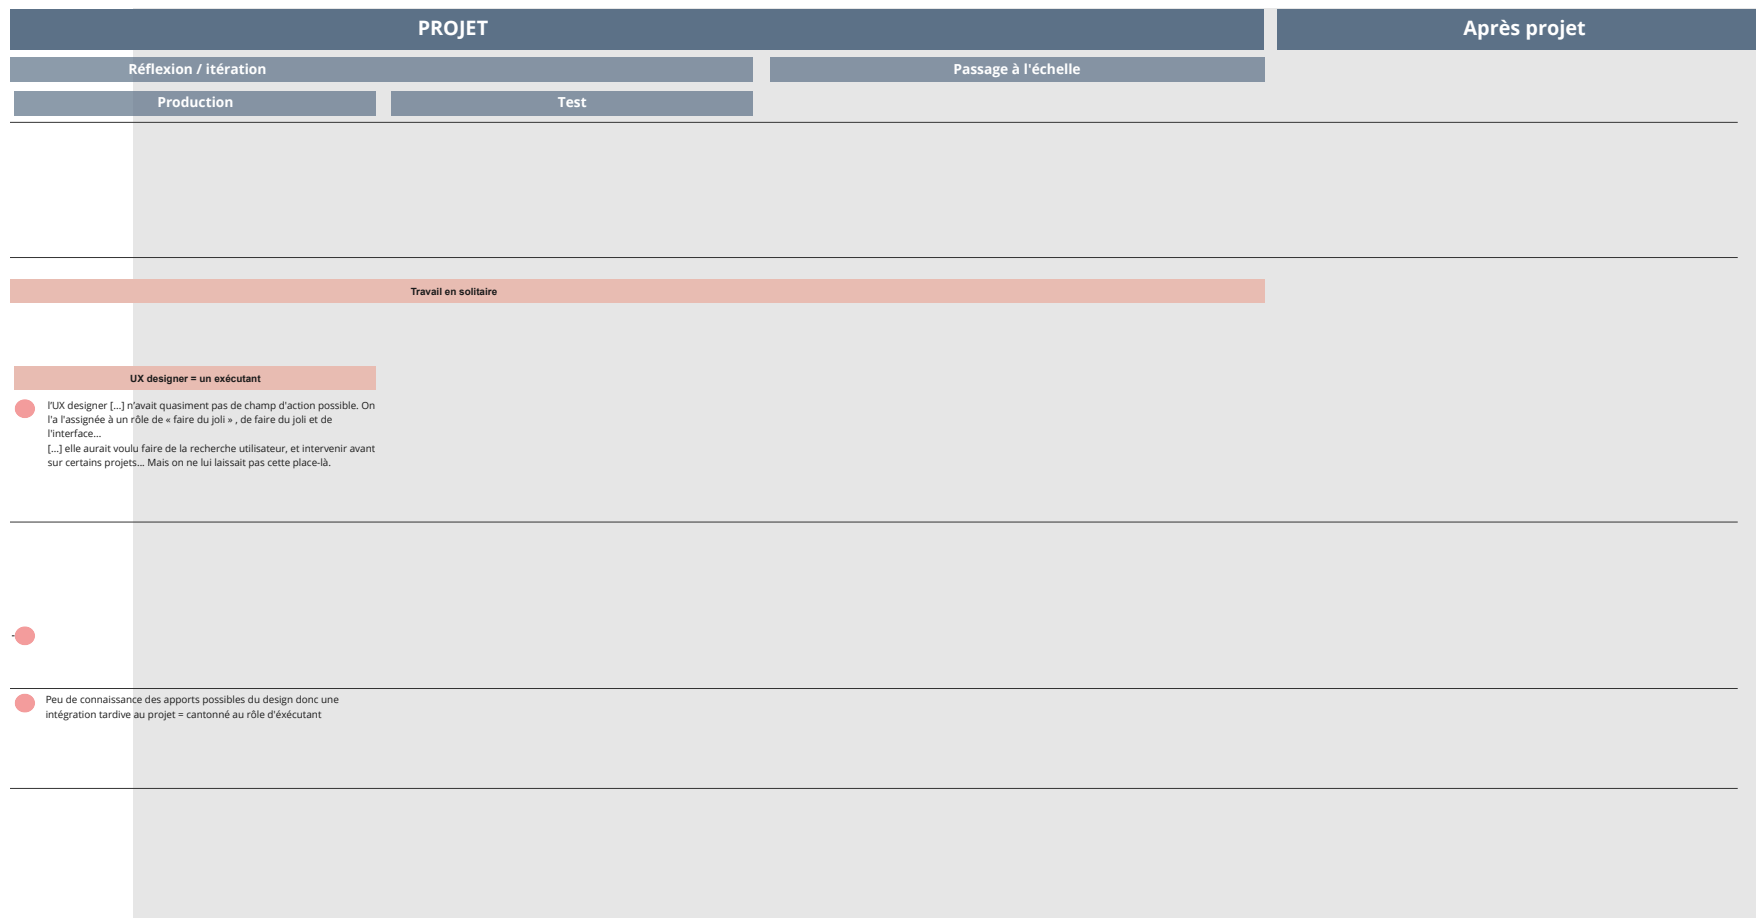 PROJET
Après projet
Réflexion / itération
Passage à l'échelle
Production
Test
Travail en solitaire
UX designer = un exécutant
l'UX designer [...] n'avait quasiment pas de champ d'action possible. On
l'a l'assignée à un rôle de « faire du joli » , de faire du joli et de
l'interface...
[...] elle aurait voulu faire de la recherche utilisateur, et intervenir avant
sur certains projets... Mais on ne lui laissait pas cette place-là.
Peu de connaissance des apports possibles du design donc une
intégration tardive au projet = cantonné au rôle d'éxécutant